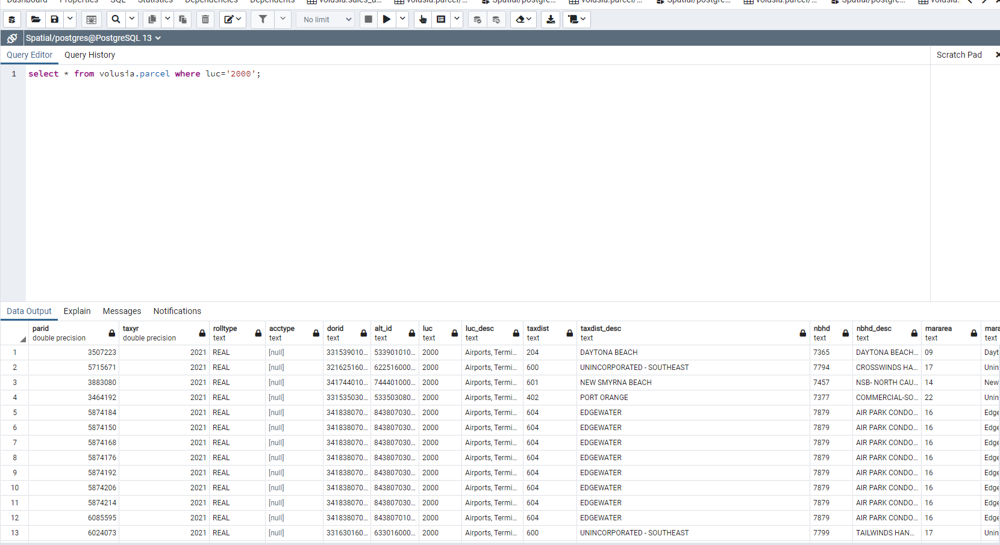 Dashboard Properties SQL Statistics Dependencies Dependents volusia.sales_a... volusia.parcel/... Spatial/postgre... volusia.parcel/... Spatial/postgre... volusia.parcel/... Spatial/postgre... volusia.
No limit
Spatial/postgres@PostgreSQL 13
Query Editor Query History Scratch Pad
1 select * from volusia.parcel where luc='2000';
Data Output Explain Messages Notifications
parid taxyr rolltype acctype dorid alt_id luc luc_desc taxdist taxdist_desc nbhd nbhd_desc mararea mara
double precision double precision text text text text text text text text text text text text
1 3507223 2021 REAL [null] 331539010... 533901010... 2000 Airports, Termi... 204 DAYTONA BEACH 7365 DAYTONA BEACH... 09 Dayt
2 5715671 2021 REAL [null] 321625160... 622516000... 2000 Airports, Termi... 600 UNINCORPORATED - SOUTHEAST 7794 CROSSWINDS HA... 17 Unin
3 3883080 2021 REAL [null] 341744010... 744401000... 2000 Airports, Termi... 601 NEW SMYRNA BEACH 7457 NSB- NORTH CAU... 14 New
4 3464192 2021 REAL [null] 331535030... 533503080... 2000 Airports, Termi... 402 PORT ORANGE 7377 COMMERCIAL-SO... 22 Unin
5 5874184 2021 REAL [null] 341838070... 843807030... 2000 Airports, Termi... 604 EDGEWATER 7879 AIR PARK CONDO... 16 Edge
6 5874150 2021 REAL [null] 341838070... 843807030... 2000 Airports, Termi... 604 EDGEWATER 7879 AIR PARK CONDO... 16 Edge
7 5874168 2021 REAL [null] 341838070... 843807030... 2000 Airports, Termi... 604 EDGEWATER 7879 AIR PARK CONDO... 16 Edge
8 5874176 2021 REAL [null] 341838070... 843807030... 2000 Airports, Termi... 604 EDGEWATER 7879 AIR PARK CONDO... 16 Edge
9 5874192 2021 REAL [null] 341838070... 843807030... 2000 Airports, Termi... 604 EDGEWATER 7879 AIR PARK CONDO... 16 Edge
10 5874206 2021 REAL [null] 341838070... 843807030... 2000 Airports, Termi... 604 EDGEWATER 7879 AIR PARK CONDO... 16 Edge
11 5874214 2021 REAL [null] 341838070... 843807030... 2000 Airports, Termi... 604 EDGEWATER 7879 AIR PARK CONDO... 16 Edge
12 6085595 2021 REAL [null] 341838070... 843807010... 2000 Airports, Termi... 604 EDGEWATER 7879 AIR PARK CONDO... 16 Edge
13 6024073 2021 REAL [null] 331630160... 633016000... 2000 Airports, Termi... 600 UNINCORPORATED - SOUTHEAST 7799 TAILWINDS HAN... 17 Unin